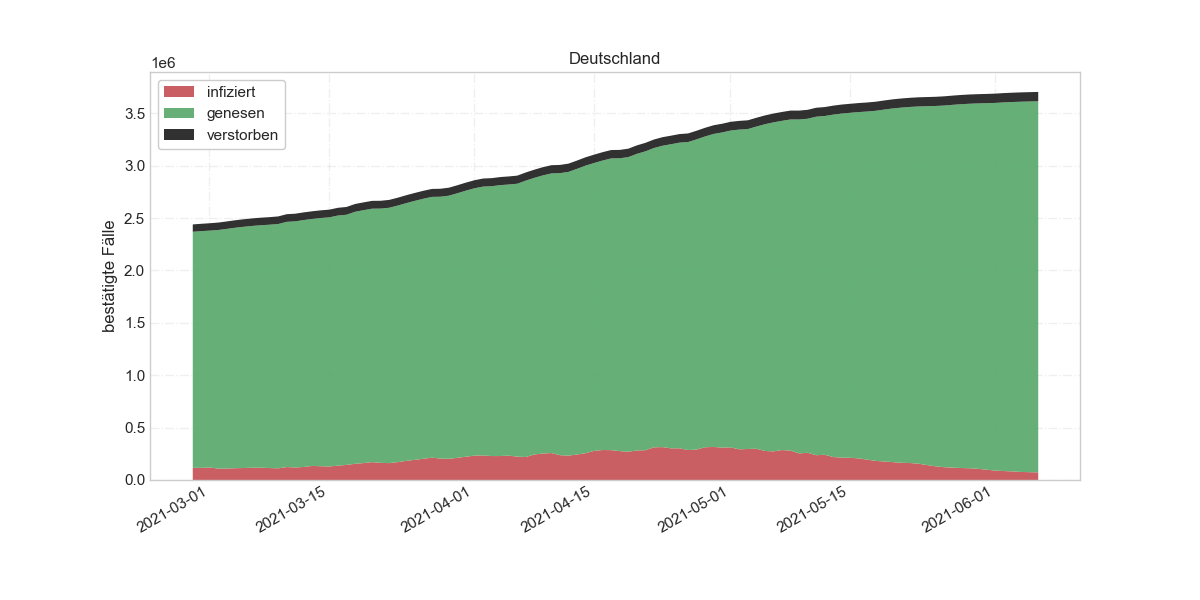 Deutschland
1e6
infiziert
genesen
verstorben
3.5
3.0
2.5
2.0
1.5
1.0
0.5
0.0
bestätigte Fälle
2021-03-01
2021-03-15
2021-04-01
2021-04-15
2021-05-01
2021-05-15
2021-06-01